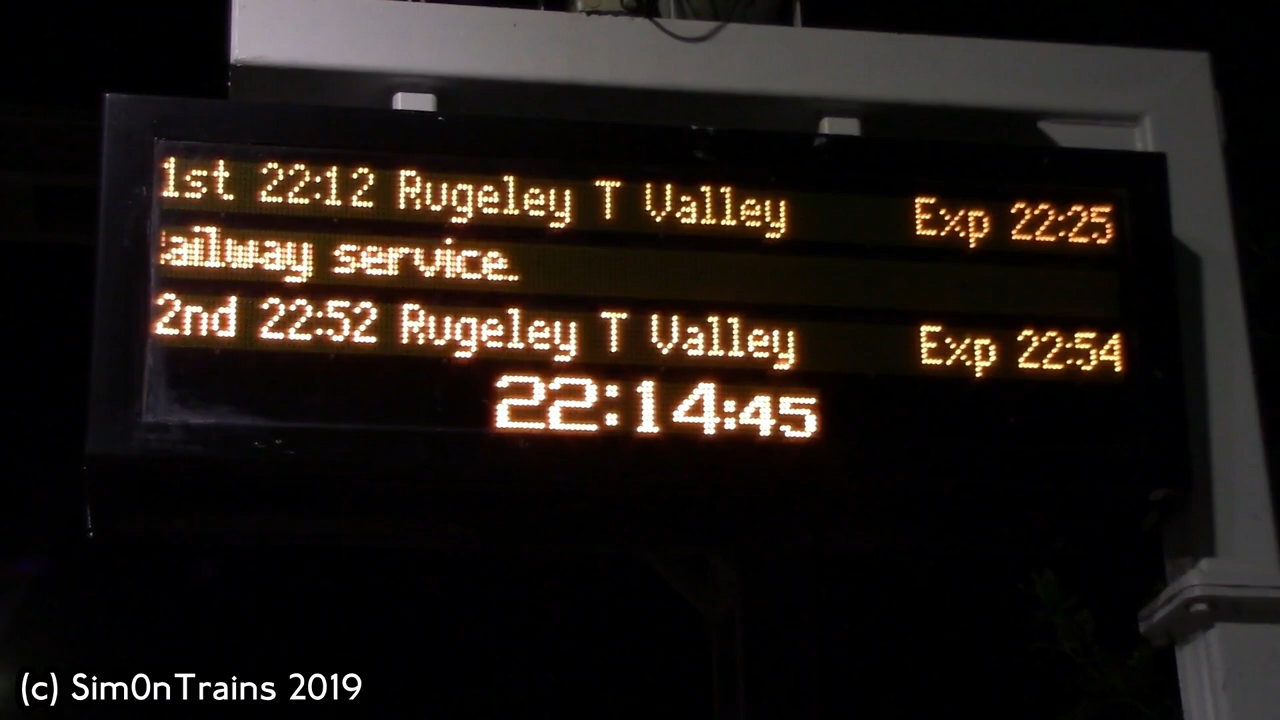 1st 22:12 Rugeley T Valley Exp 22:25
ailway service.
2nd 22:52 Rugeley T Valley Exp 22:54
22:14:45
(c) Sim0nTrains 2019